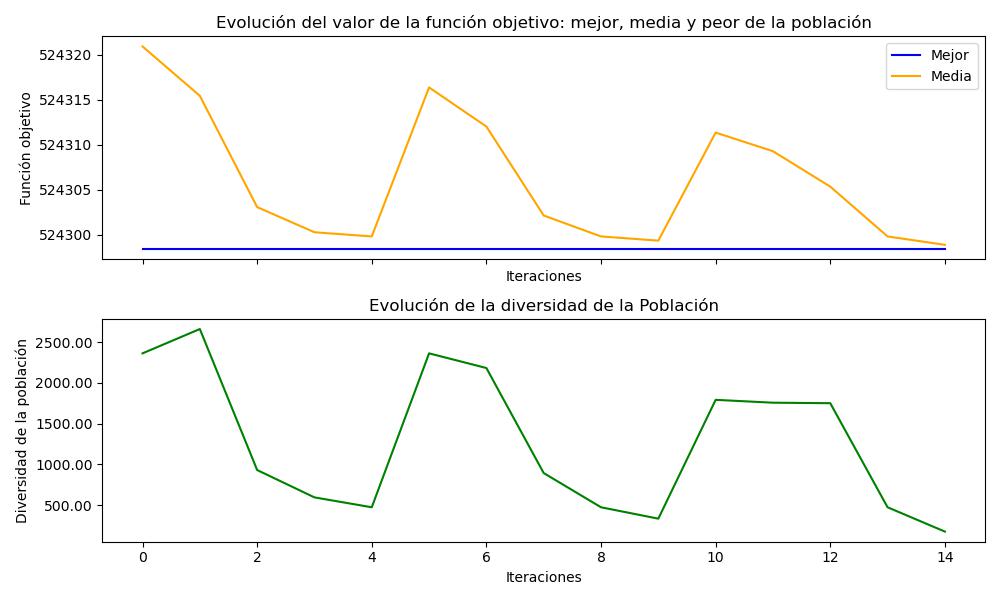 Evolución del valor de la función objetivo: mejor, media y peor de la población
Función objetivo
524320
524315
524310
524305
524300
Mejor
Media
Iteraciones
Evolución de la diversidad de la Población
Diversidad de la población
2500.00
2000.00
1500.00
1000.00
500.00
0 2 4 6 8 10 12 14
Iteraciones